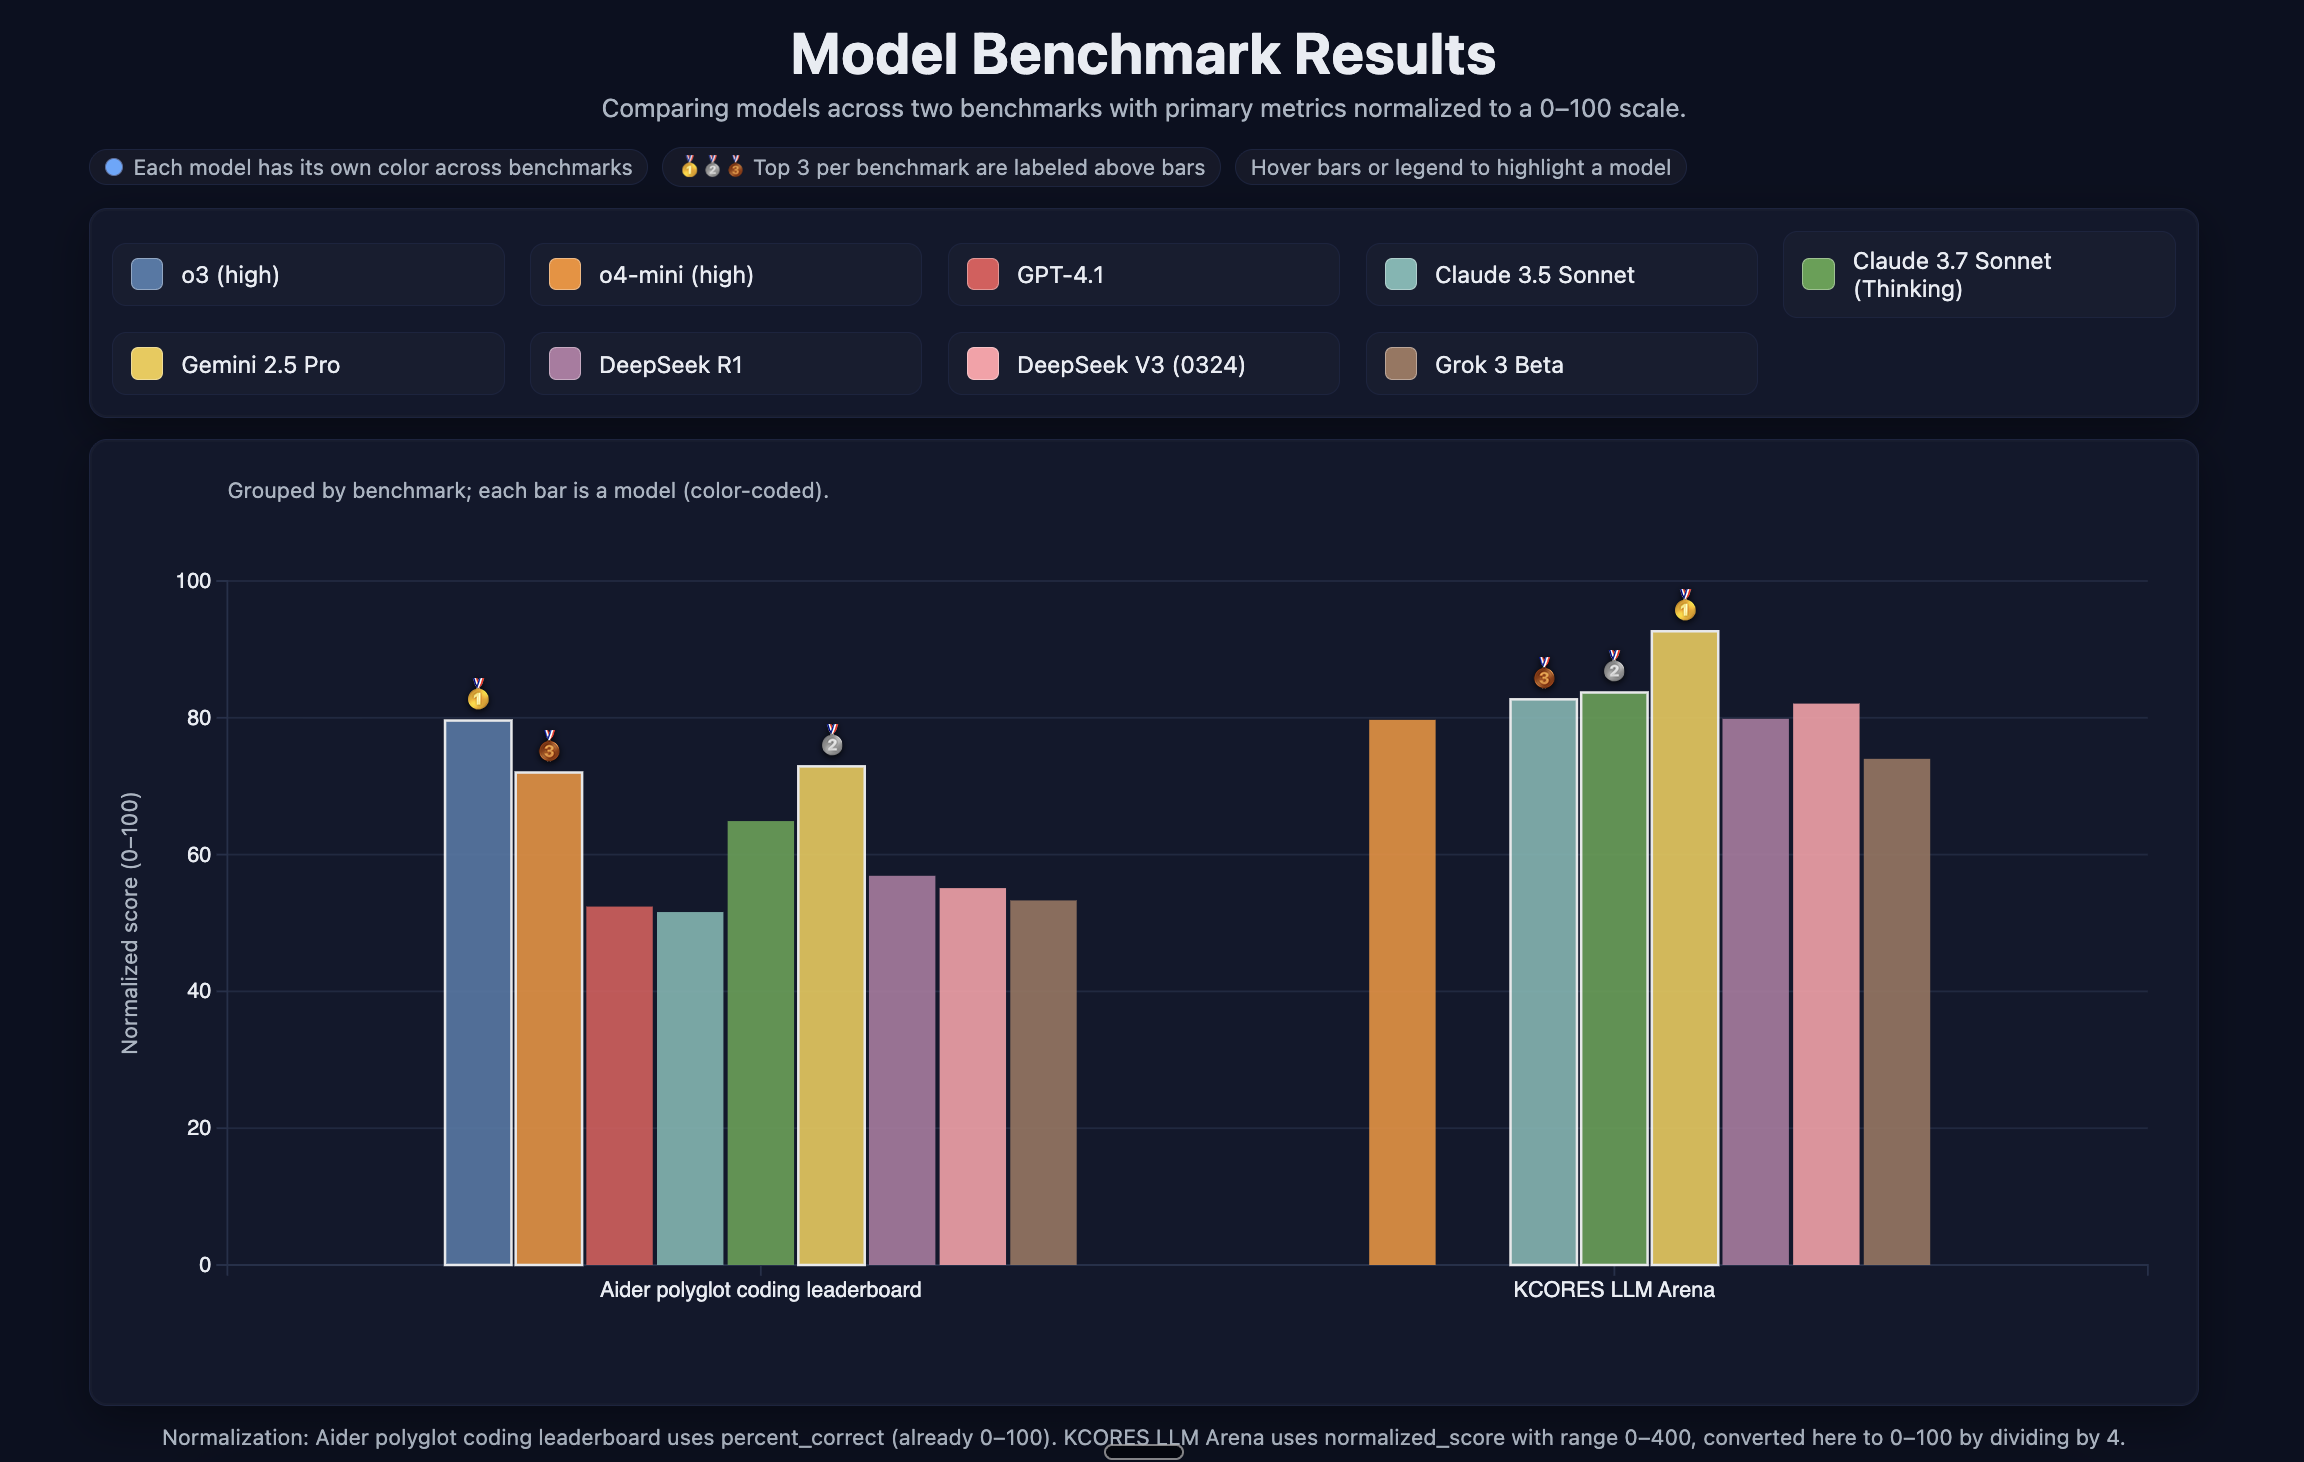 Model Benchmark Results
Comparing models across two benchmarks with primary metrics normalized to a 0–100 scale.
Each model has its own color across benchmarks
🥇🥈🥉 Top 3 per benchmark are labeled above bars
Hover bars or legend to highlight a model
o3 (high)
o4-mini (high)
GPT-4.1
Claude 3.5 Sonnet
Claude 3.7 Sonnet
(Thinking)
Gemini 2.5 Pro
DeepSeek R1
DeepSeek V3 (0324)
Grok 3 Beta
Grouped by benchmark; each bar is a model (color-coded).
Normalized score (0–100)
100
80
60
40
20
0
1
3
2
3
2
1
Aider polyglot coding leaderboard
KCORES LLM Arena
Normalization: Aider polyglot coding leaderboard uses percent_correct (already 0–100). KCORES LLM Arena uses normalized_score with range 0–400, converted here to 0–100 by dividing by 4.